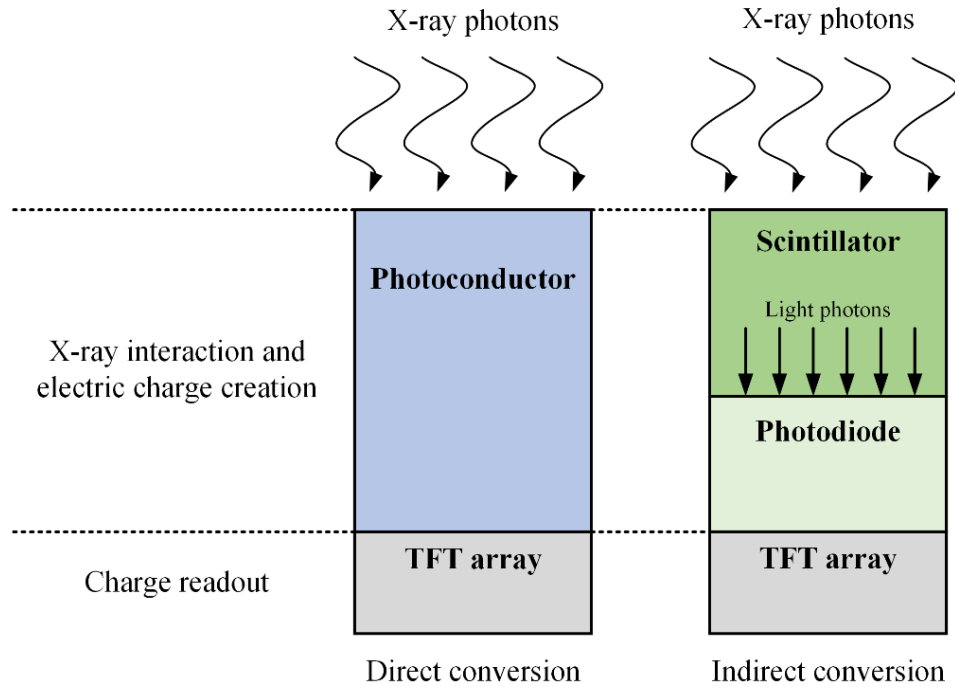 X-ray photons
X-ray photons
Photoconductor
Scintillator
Light photons
X-ray interaction and
electric charge creation
Photodiode
TFT array
TFT array
Charge readout
Direct conversion
Indirect conversion